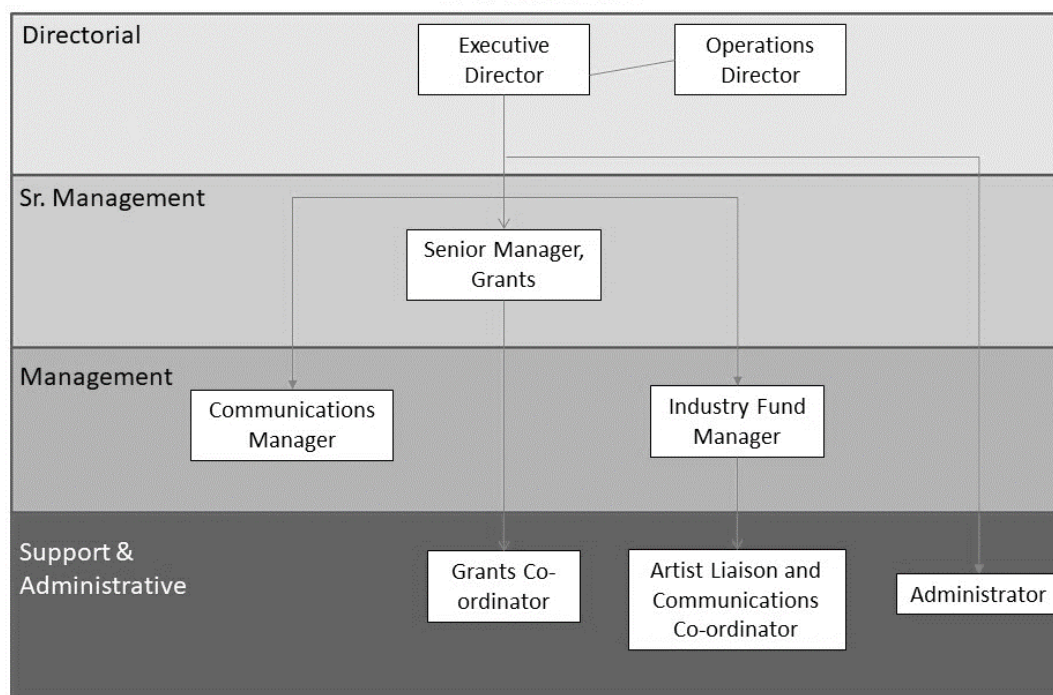 Directorial
Executive
Director
Operations
Director
Sr. Management
Senior Manager,
Grants
Management
Communications
Manager
Industry Fund
Manager
Support &
Administrative
Grants Co-
ordinator
Artist Liaison and
Communications
Co-ordinator
Administrator